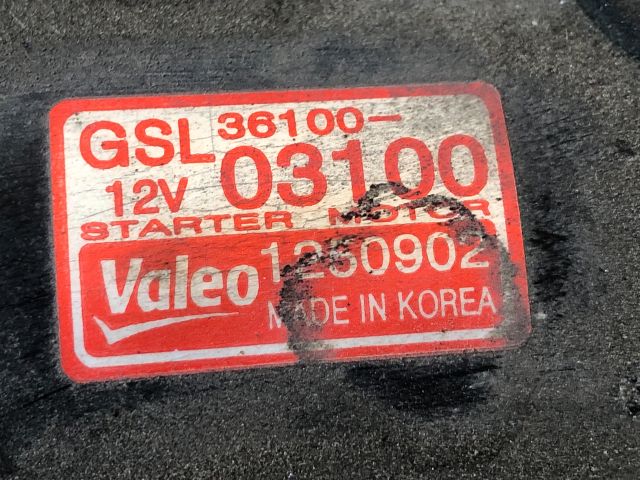 GSL 36100-
12V 03100
STARTER MOTOR
Valeo 1250902
MADE IN KOREA